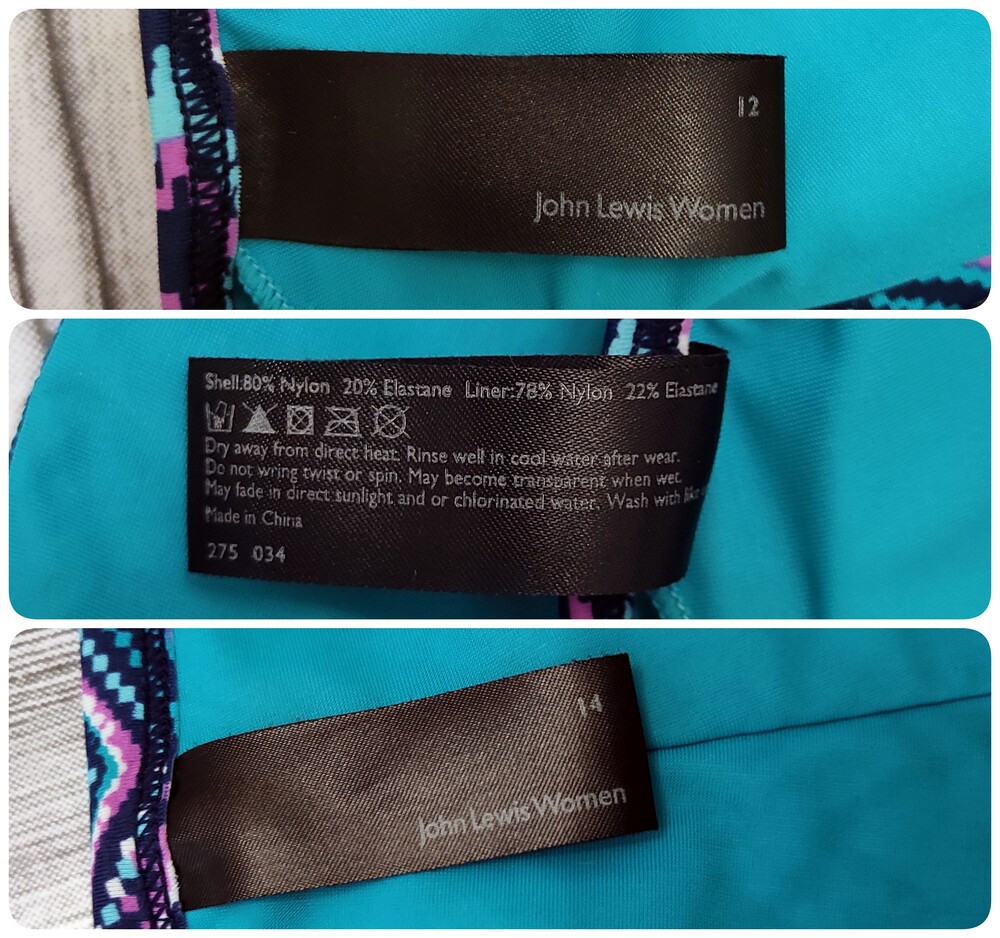 12
John Lewis Women
Shell:80% Nylon 20% Elastane Liner:78% Nylon 22% Elastane
Dry away from direct heat. Rinse well in cool water after wear.
Do not wring twist or spin. May become transparent when wet.
May fade in direct sunlight and or chlorinated water. Wash with like
Made in China
275 034
14
John Lewis Women